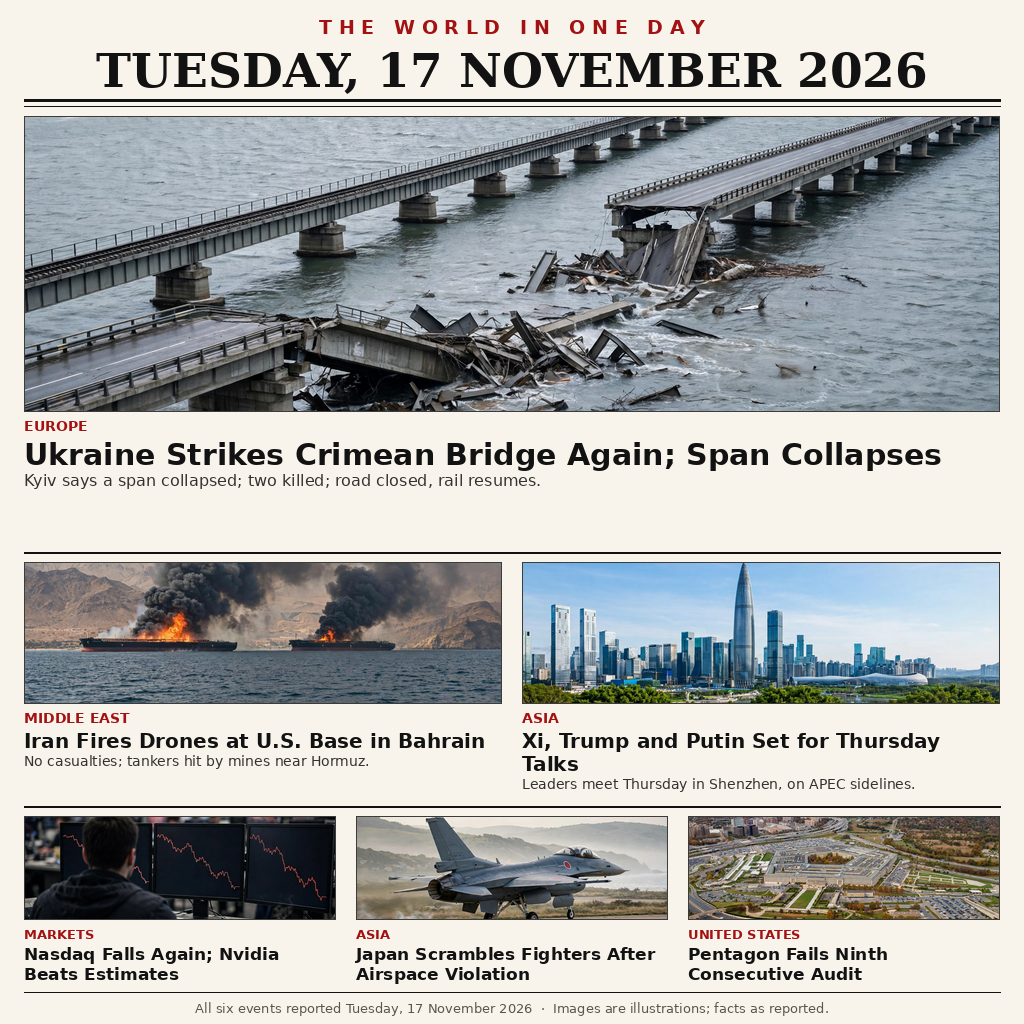 THE WORLD IN ONE DAY
TUESDAY, 17 NOVEMBER 2026
EUROPE
Ukraine Strikes Crimean Bridge Again; Span Collapses
Kyiv says a span collapsed; two killed; road closed, rail resumes.
MIDDLE EAST
Iran Fires Drones at U.S. Base in Bahrain
No casualties; tankers hit by mines near Hormuz.
ASIA
Xi, Trump and Putin Set for Thursday
Talks
Leaders meet Thursday in Shenzhen, on APEC sidelines.
MARKETS
Nasdaq Falls Again; Nvidia
Beats Estimates
ASIA
Japan Scrambles Fighters After
Airspace Violation
UNITED STATES
Pentagon Fails Ninth
Consecutive Audit
All six events reported Tuesday, 17 November 2026 · Images are illustrations; facts as reported.